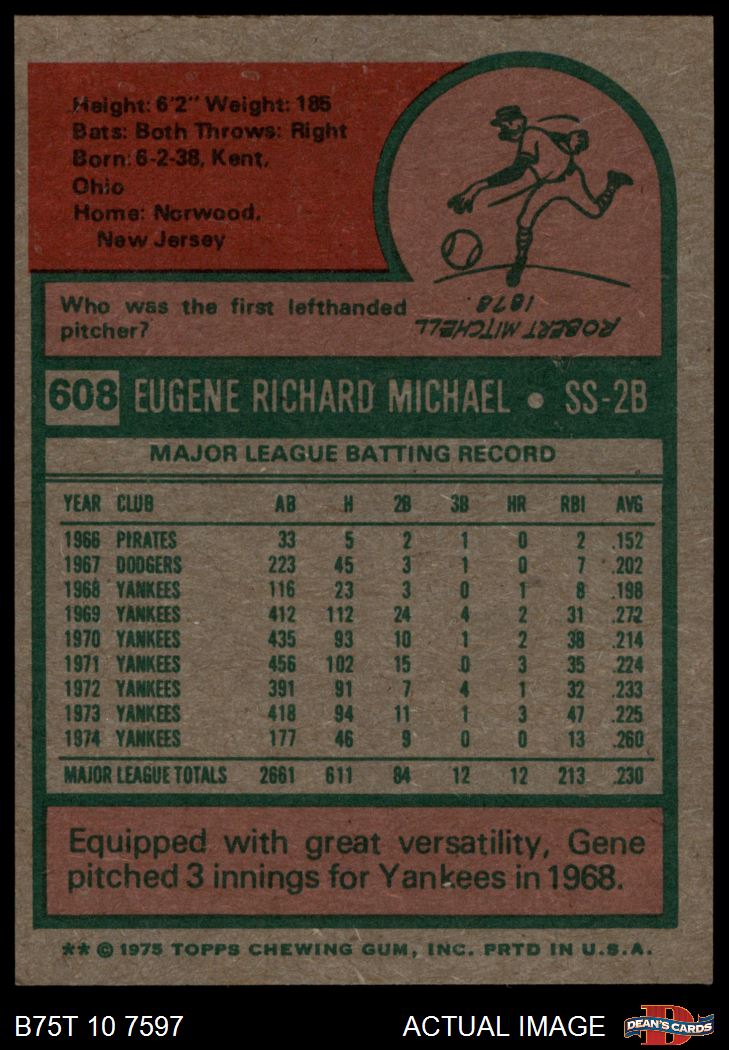 Height: 6'2" Weight: 185
Bats: Both Throws: Right
Born: 6-2-38, Kent,
Ohio
Home: Norwood,
New Jersey
Who was the first lefthanded
pitcher?
ROBERT MITCHELL
1878
608 EUGENE RICHARD MICHAEL • SS-2B
MAJOR LEAGUE BATTING RECORD
YEAR CLUB AB H 2B 3B HR RBI AVG
1966 PIRATES 33 5 2 1 0 2 .152
1967 DODGERS 223 45 3 1 0 7 .202
1968 YANKEES 116 23 3 0 1 8 .198
1969 YANKEES 412 112 24 4 2 31 .272
1970 YANKEES 435 93 10 1 2 38 .214
1971 YANKEES 456 102 15 0 3 35 .224
1972 YANKEES 391 91 7 4 1 32 .233
1973 YANKEES 418 94 11 1 3 47 .225
1974 YANKEES 177 46 9 0 0 13 .260
MAJOR LEAGUE TOTALS 2661 611 84 12 12 213 .230
Equipped with great versatility, Gene
pitched 3 innings for Yankees in 1968.
** © 1975 TOPPS CHEWING GUM, INC. PRTD IN U.S.A.
B75T 10 7597 ACTUAL IMAGE DEAN'S CARDS